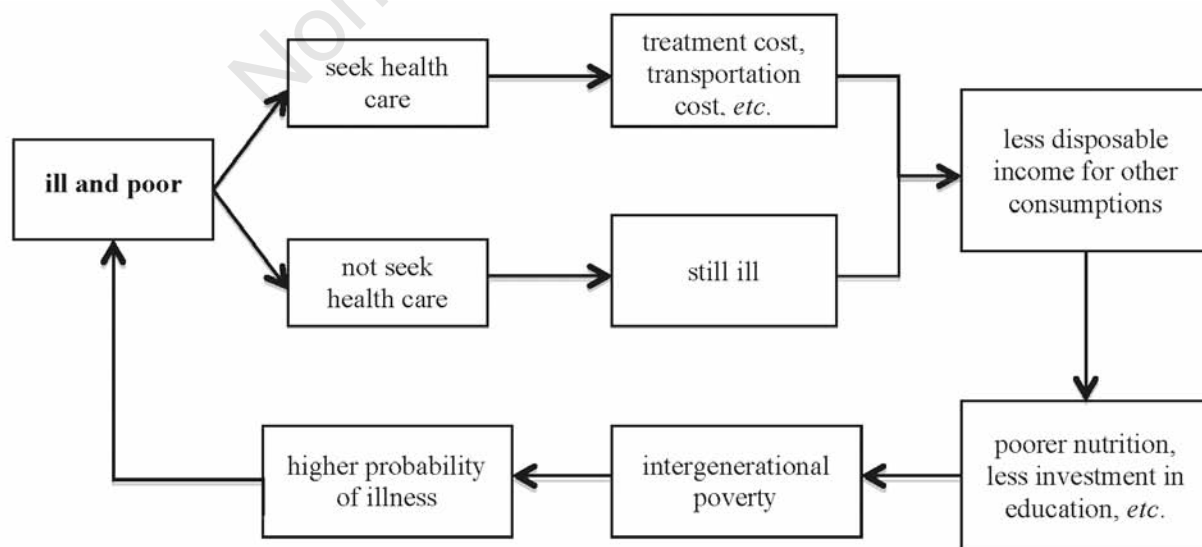 Non
seek health
care
treatment cost,
transportation
cost, etc.
less disposable
income for other
consumptions
ill and poor
not seek
health care
still ill
poorer nutrition,
less investment in
education, etc.
intergenerational
poverty
higher probability
of illness